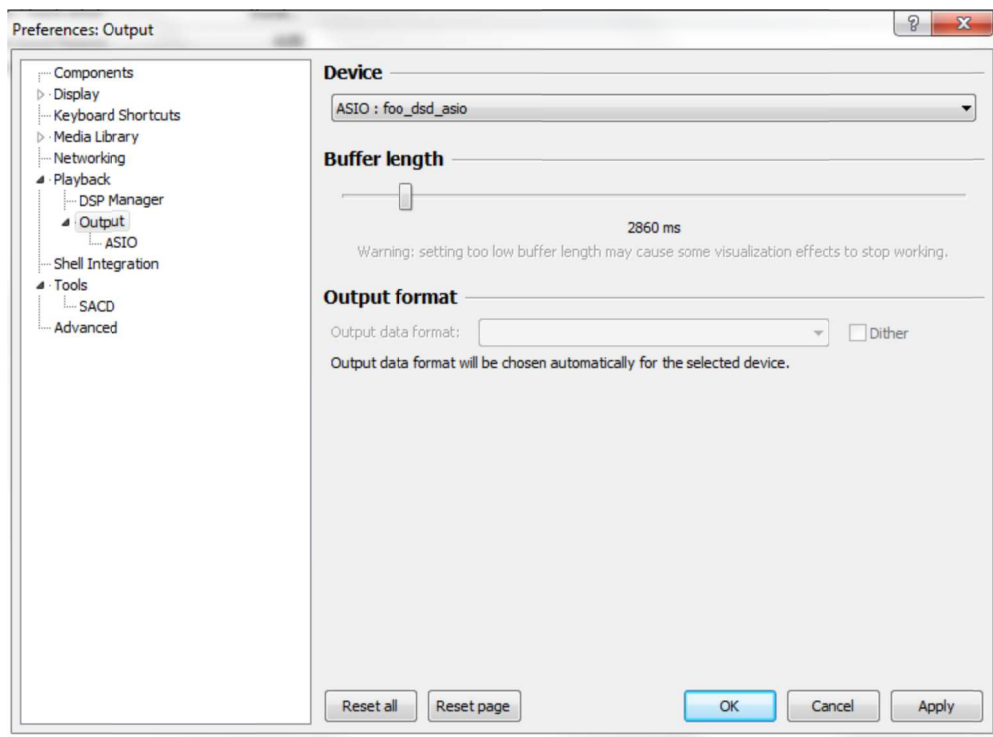 Preferences: Output
Components
Display
Keyboard Shortcuts
Media Library
Networking
Playback
DSP Manager
Output
ASIO
Shell Integration
Tools
SACD
Advanced
Device
ASIO : foo_dsd_asio
Buffer length
2860 ms
Warning: setting too low buffer length may cause some visualization effects to stop working.
Output format
Output data format:
Dither
Output data format will be chosen automatically for the selected device.
Reset all
Reset page
OK
Cancel
Apply